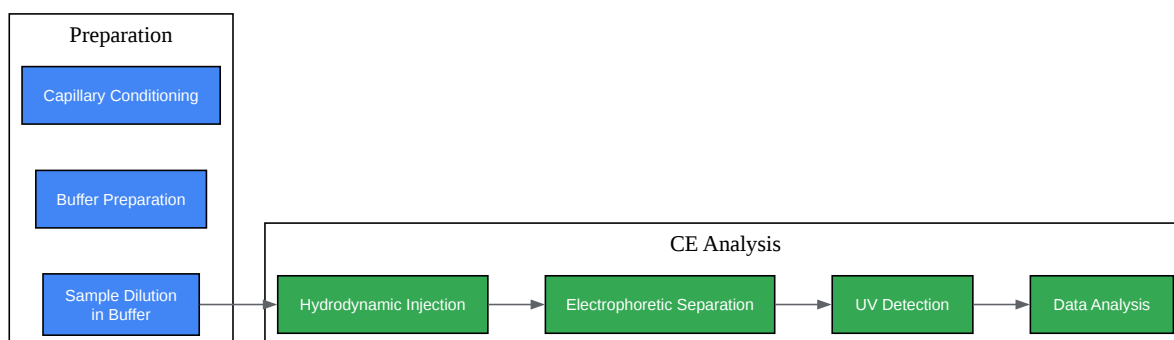 Preparation
Capillary Conditioning
Buffer Preparation
Sample Dilution
in Buffer
CE Analysis
Hydrodynamic Injection
Electrophoretic Separation
UV Detection
Data Analysis